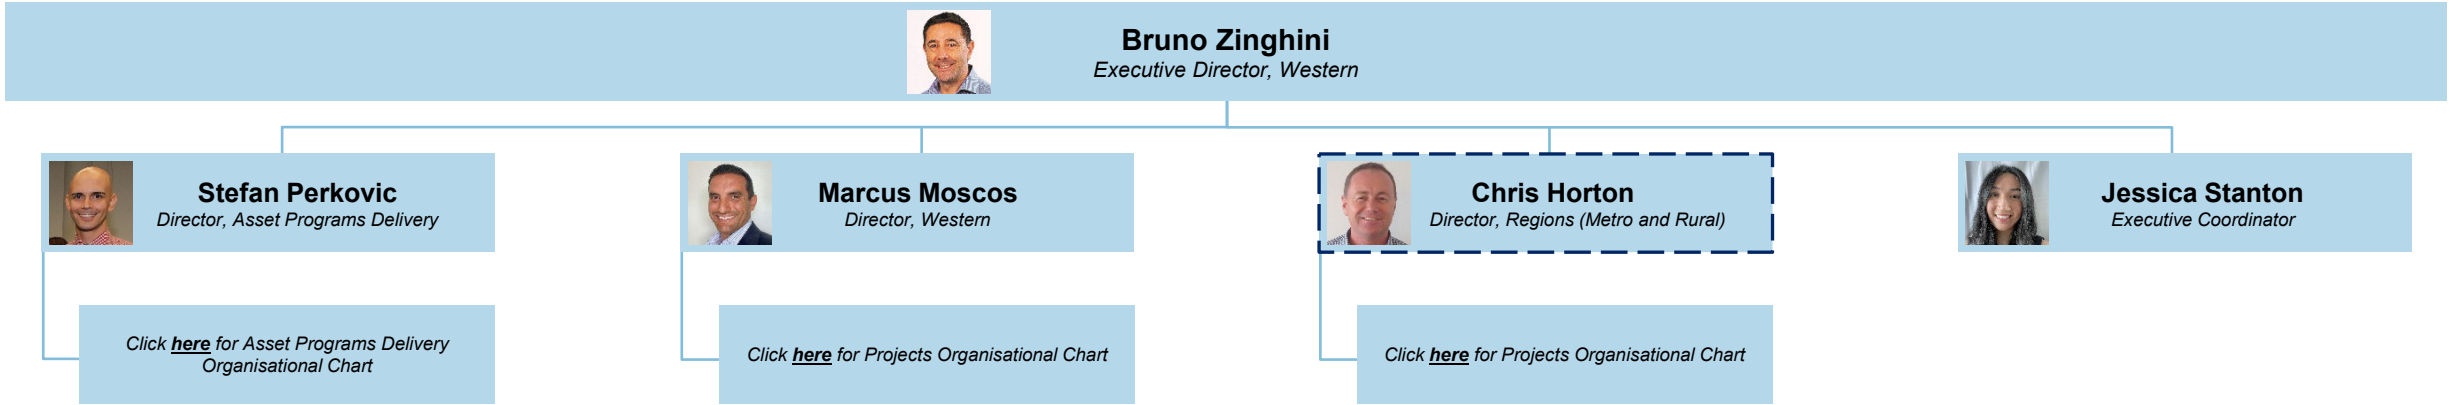 Bruno Zinghini
Executive Director, Western
Stefan Perkovic
Director, Asset Programs Delivery
Marcus Moscos
Director, Western
Chris Horton
Director, Regions (Metro and Rural)
Jessica Stanton
Executive Coordinator
Click here for Asset Programs Delivery
Organisational Chart
Click here for Projects Organisational Chart
Click here for Projects Organisational Chart